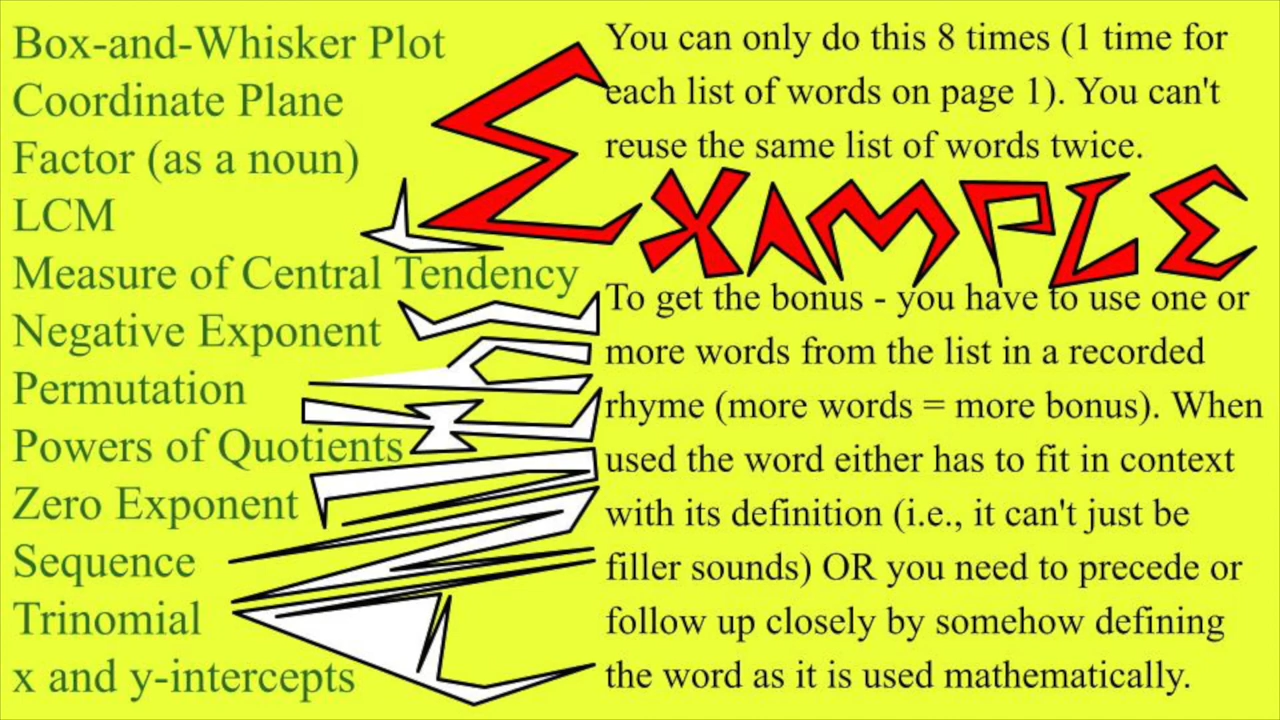 Box-and-Whisker Plot
Coordinate Plane
Factor (as a noun)
LCM
Measure of Central Tendency
Negative Exponent
Permutation
Powers of Quotients
Zero Exponent
Sequence
Trinomial
x and y-intercepts
You can only do this 8 times (1 time for
each list of words on page 1). You can't
reuse the same list of words twice.
EXAMPLE
To get the bonus - you have to use one or
more words from the list in a recorded
rhyme (more words = more bonus). When
used the word either has to fit in context
with its definition (i.e., it can't just be
filler sounds) OR you need to precede or
follow up closely by somehow defining
the word as it is used mathematically.